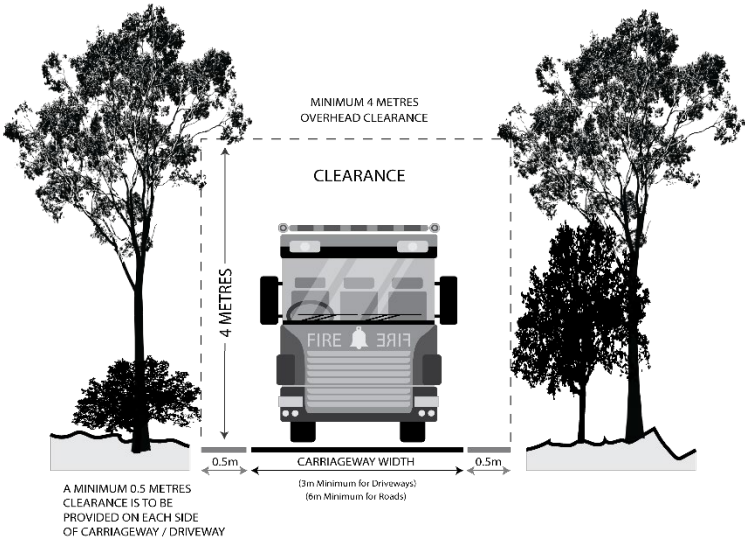 MINIMUM 4 METRES
OVERHEAD CLEARANCE
CLEARANCE
4 METRES
FIRE FIRE
0.5m CARRIAGEWAY WIDTH 0.5m
(3m Minimum for Driveways)
(6m Minimum for Roads)
A MINIMUM 0.5 METRES
CLEARANCE IS TO BE
PROVIDED ON EACH SIDE
OF CARRIAGEWAY / DRIVEWAY